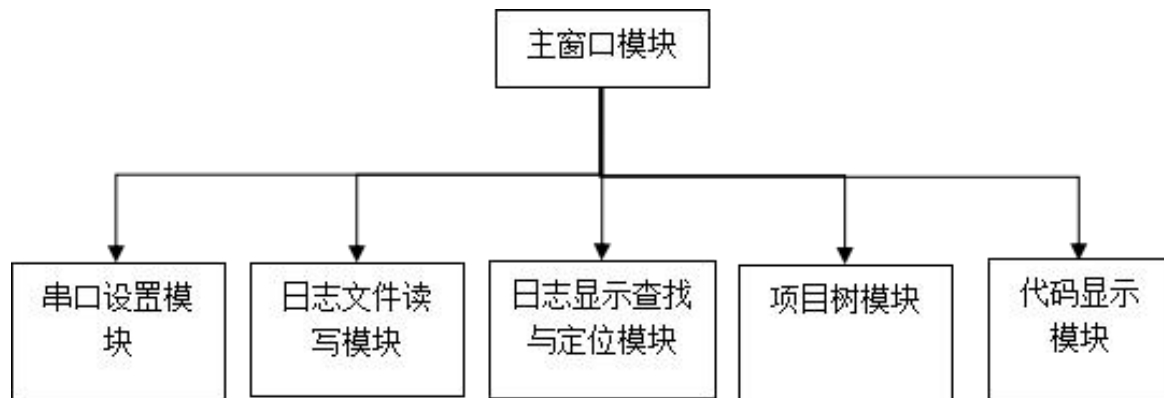 主窗口模块
串口设置模
块
日志文件读
写模块
日志显示查找
与定位模块
项目树模块
代码显示
模块